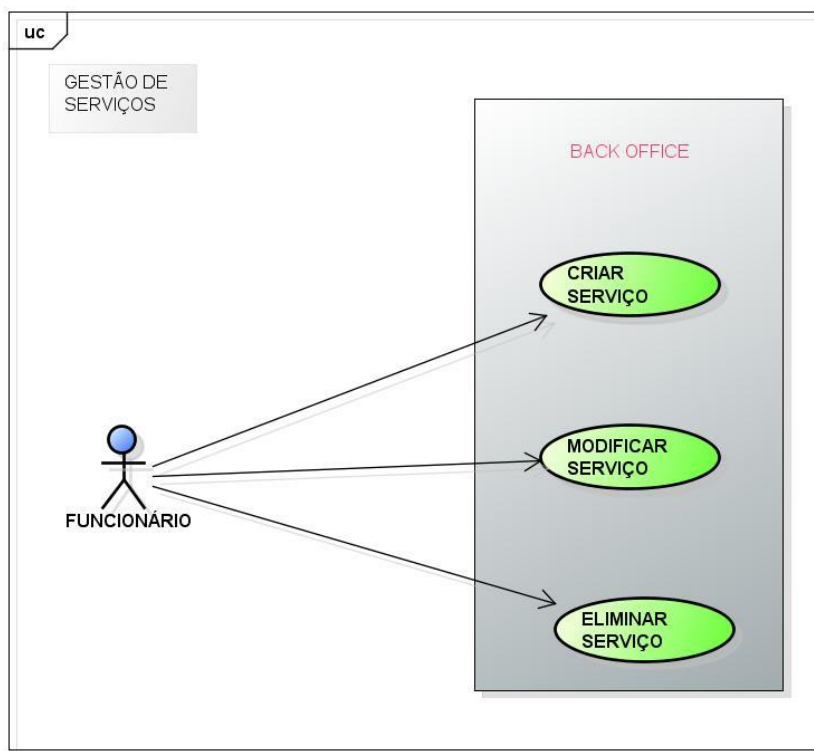 uc
GESTÃO DE
SERVIÇOS
BACK OFFICE
CRIAR
SERVIÇO
MODIFICAR
SERVIÇO
FUNCIONÁRIO
ELIMINAR
SERVIÇO